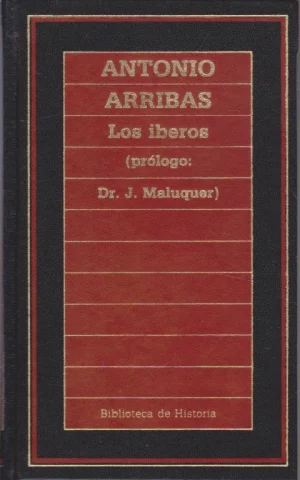 ANTONIO
ARRIBAS
Los iberos
(prólogo:
Dr. J. Maluquer)
Biblioteca de Historia